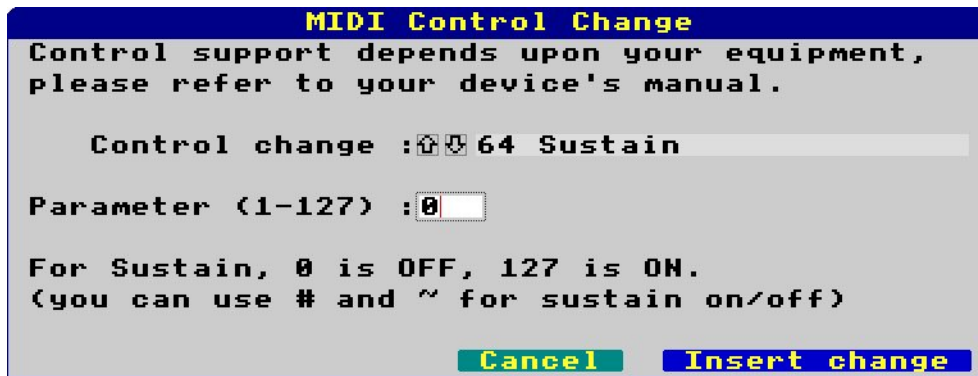 MIDI Control Change
Control support depends upon your equipment,
please refer to your device's manual.
Control change :⇧⇩ 64 Sustain
Parameter (1-127) :0
For Sustain, 0 is OFF, 127 is ON.
(you can use # and ~ for sustain on/off)
Cancel Insert change